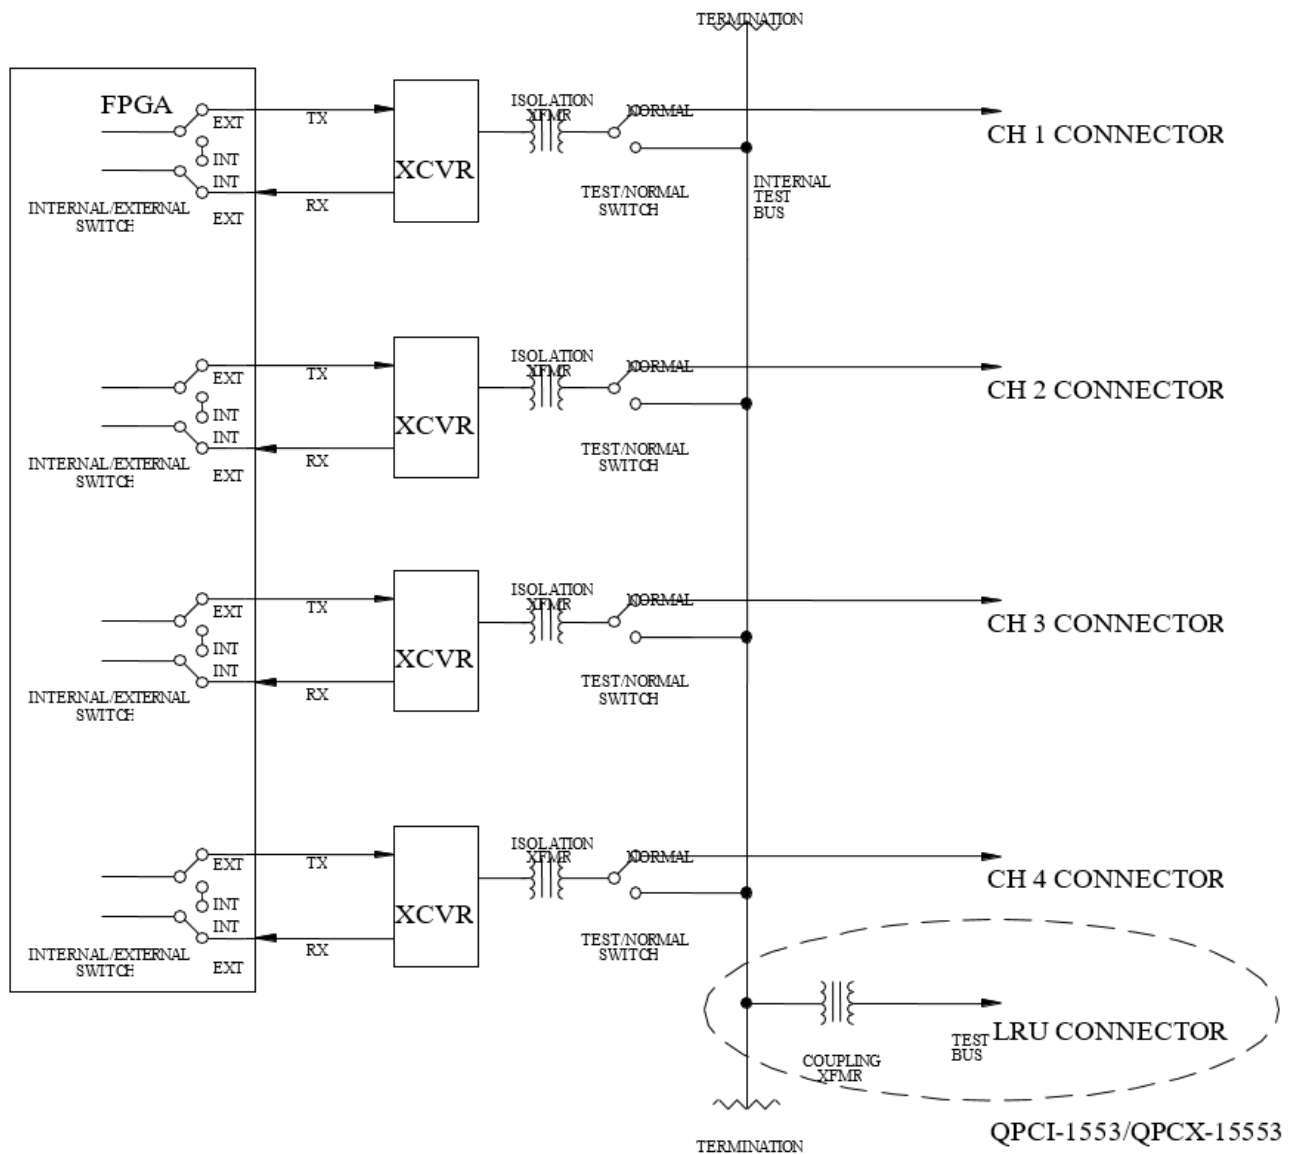 TERMINATION
FPGA
EXT
TX
ISOLATION
XFMR
NORMAL
CH 1 CONNECTOR
INT
XCVR
INT
INTERNAL
TEST
BUS
INTERNAL/EXTERNAL
SWITCH
EXT
RX
TEST/NORMAL
SWITCH
EXT
TX
ISOLATION
XFMR
NORMAL
CH 2 CONNECTOR
INT
XCVR
INT
INTERNAL/EXTERNAL
SWITCH
EXT
RX
TEST/NORMAL
SWITCH
EXT
TX
ISOLATION
XFMR
NORMAL
CH 3 CONNECTOR
INT
XCVR
INT
INTERNAL/EXTERNAL
SWITCH
EXT
RX
TEST/NORMAL
SWITCH
EXT
TX
ISOLATION
XFMR
NORMAL
CH 4 CONNECTOR
INT
XCVR
INT
INTERNAL/EXTERNAL
SWITCH
EXT
RX
TEST/NORMAL
SWITCH
LRU CONNECTOR
TEST
BUS
COUPLING
XFMR
QPCI-1553/QPCX-15553
TERMINATION